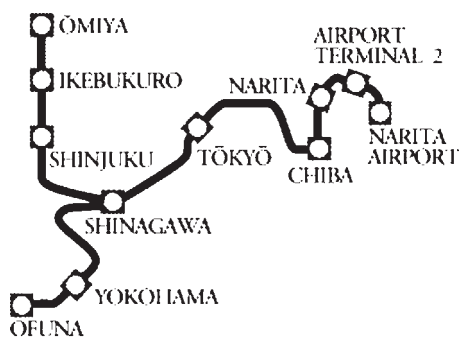 ŌMIYA
AIRPORT
TERMINAL 2
IKEBUKURO
NARITA
NARITA
AIRPORT
SHINJUKU
TŌKYŌ
CHIBA
SHINAGAWA
YOKOHAMA
OFUNA